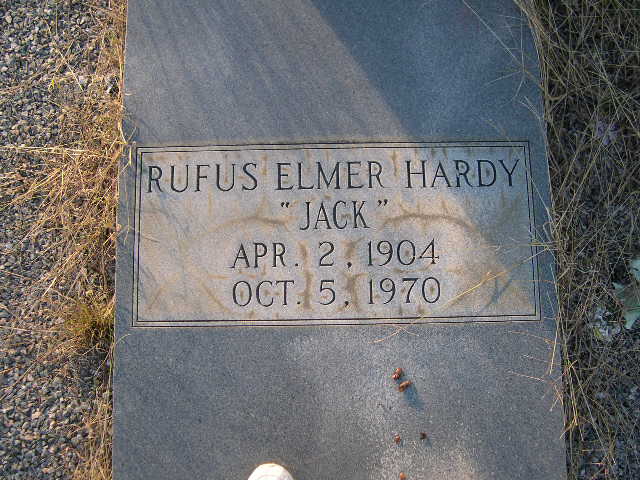 RUFUS ELMER HARDY
"JACK"
APR. 2, 1904
OCT. 5, 1970